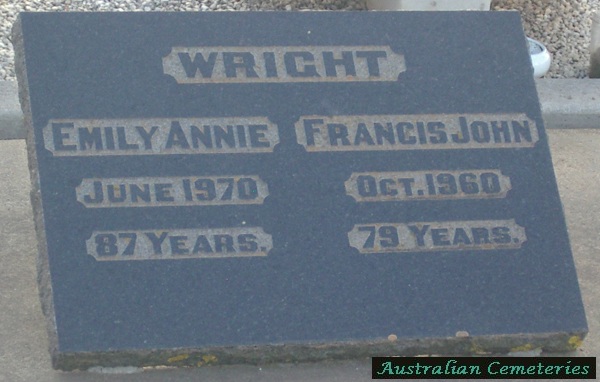 WRIGHT
EMILY ANNIE FRANCIS JOHN
JUNE 1970 OCT. 1960
87 YEARS. 79 YEARS.
Australian Cemeteries